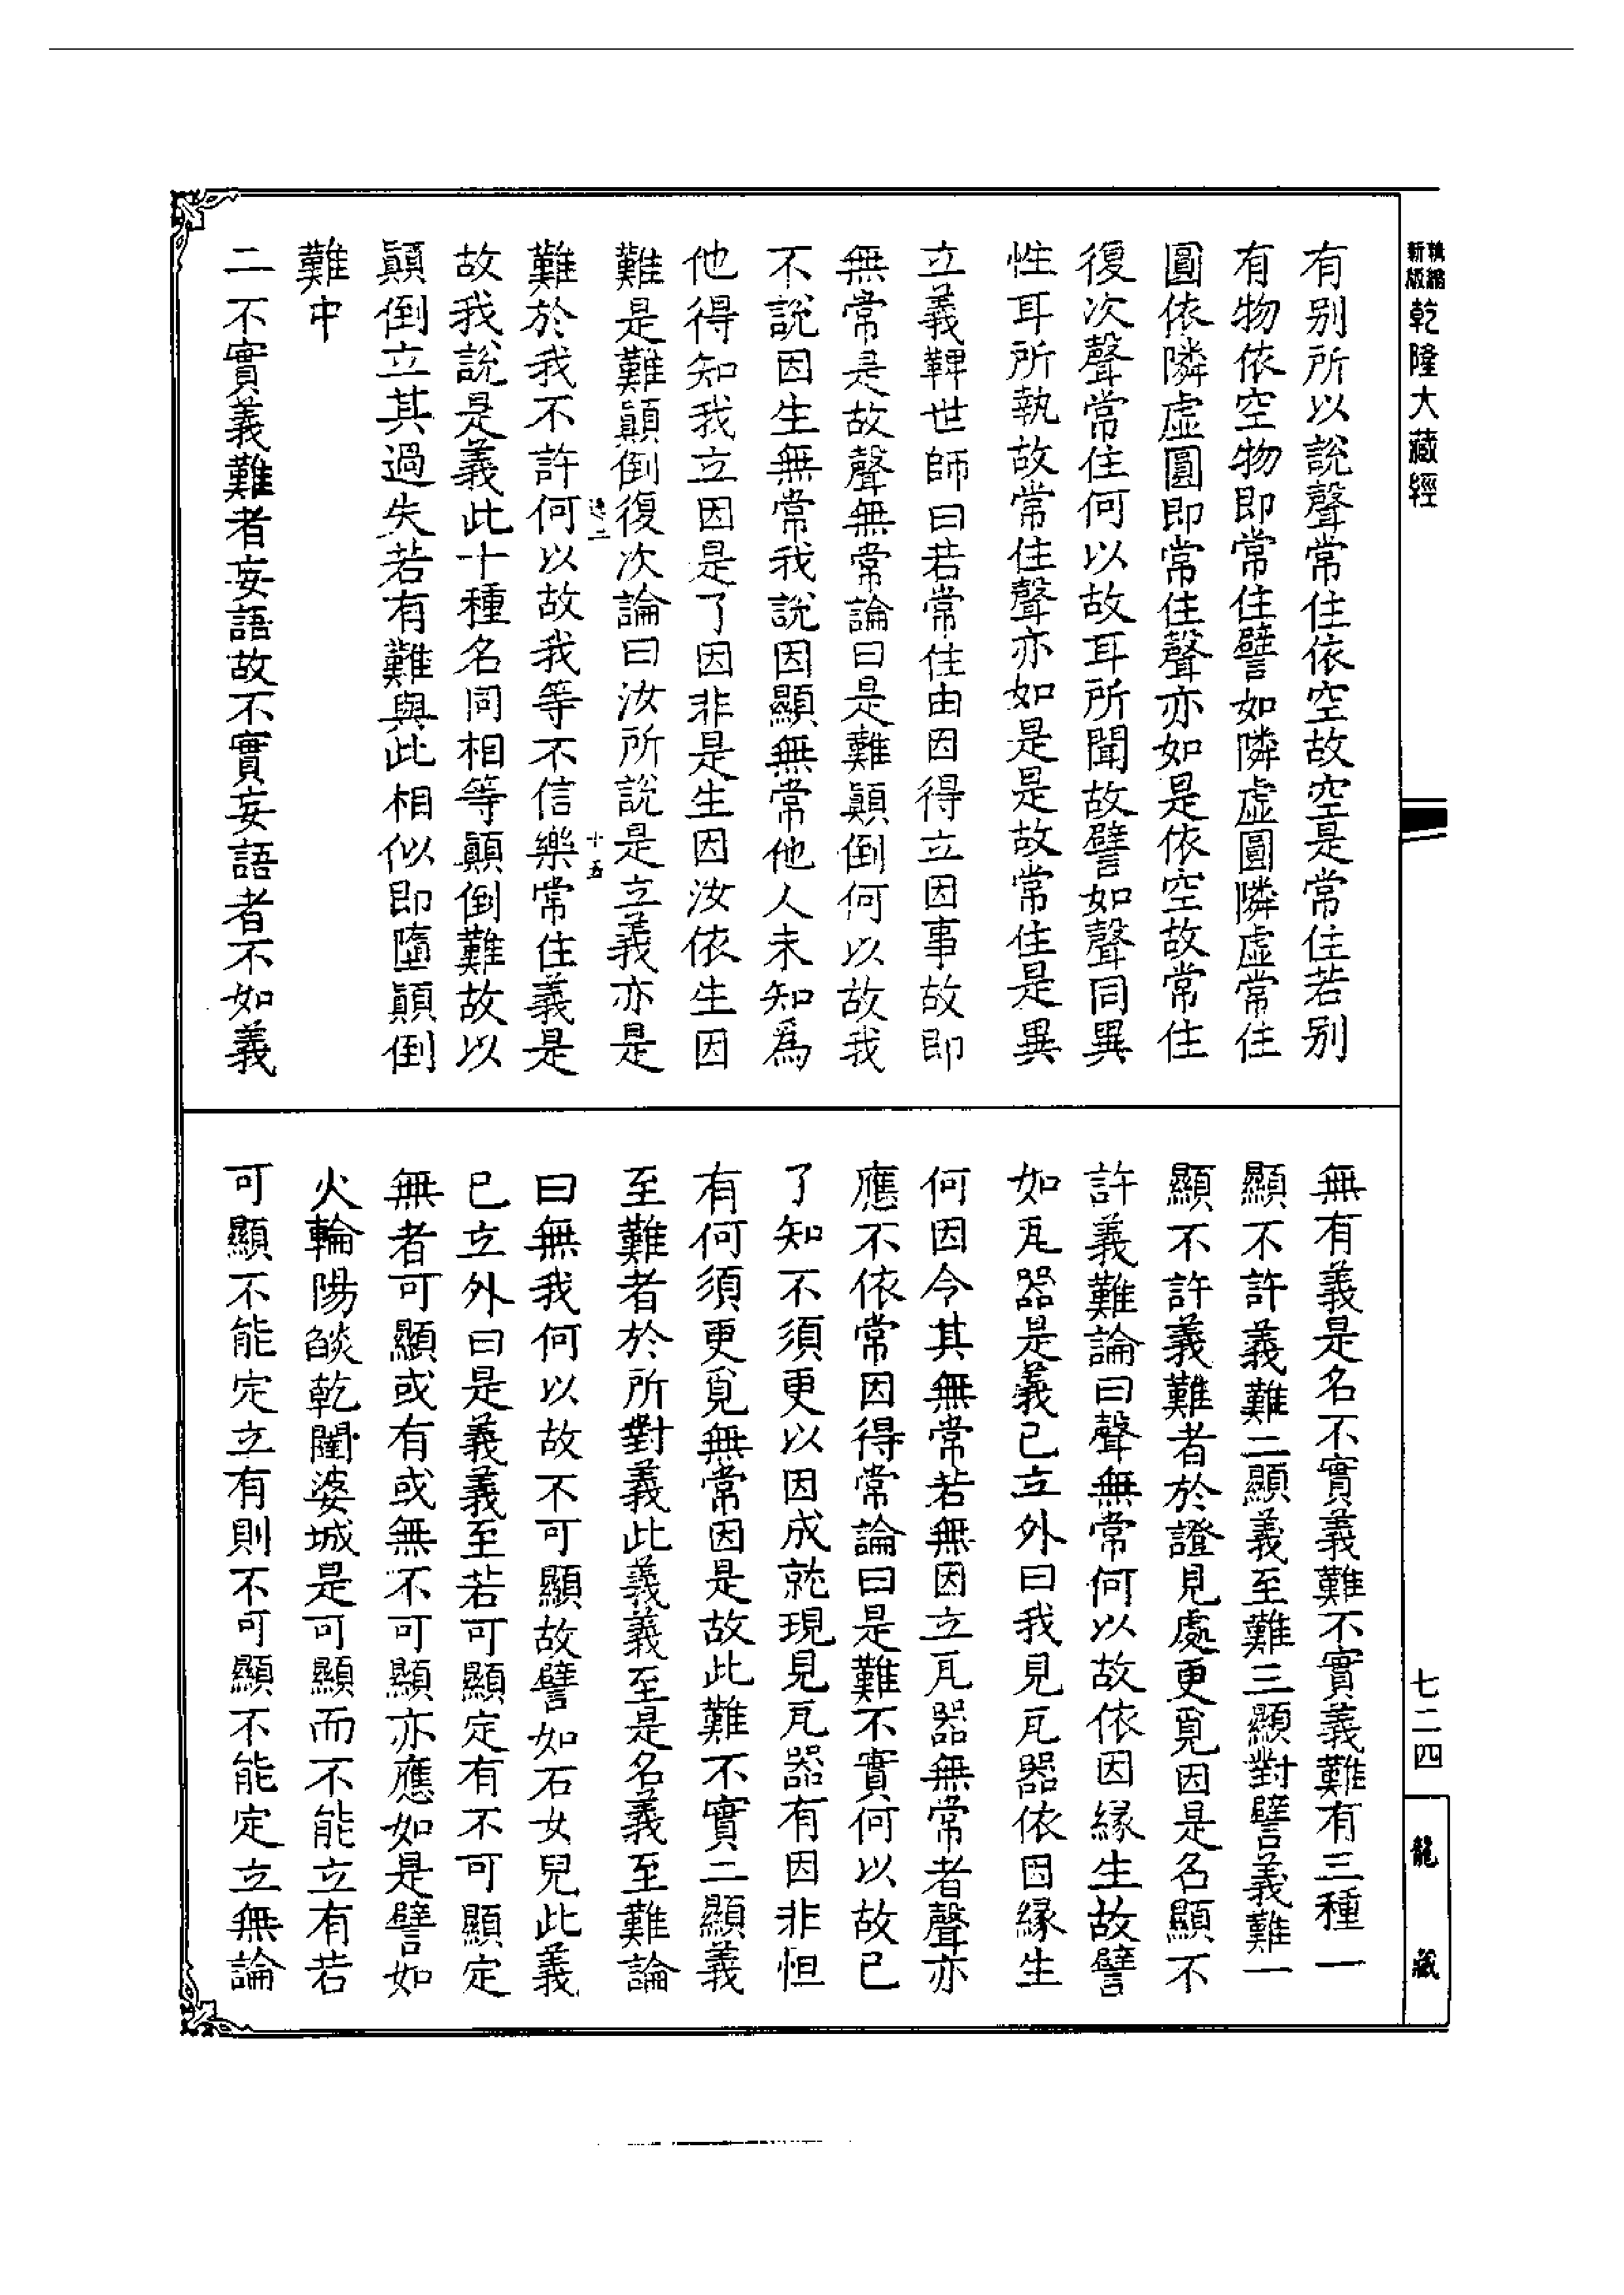 精縮新版乾隆大藏經
有別所以說聲常住依空故空是常住若別
有物依空物即常住譬如隣虛圓隣虛常住
圓依隣虛圓即常住聲亦如是依空故常住
復次聲常住何以故耳所聞故譬如聲同異
性耳所執故常住聲亦如是是故常住是異
立義鞞世師曰若常住由因得立因事故即
無常是故聲無常論曰是難顛倒何以故我
不說因生無常我說因顯無常他人未知爲
他得知我立因是了因非是生因汝依生因
難是難顛倒復次論曰汝所說是立義亦是
十五
難於我不許何以故我等不信樂常住義是
故我說是義此十種名同相等顛倒難故以
顛倒立其過失若有難與此相似即墮顛倒
難中
二不實義難者妄語故不實妄語者不如義
無有義是名不實義難不實義難有三種一
顯不許義難二顯義至難三顯對譬義難一
顯不許義難者於證見處更覓因是名顯不
許義難論曰聲無常何以故依因緣生故譬
如瓦器是義已立外曰我見瓦器依因緣生
何因令其無常若無因立瓦器無常者聲亦
應不依常因得常論曰是難不實何以故已
了知不須更以因成就現見瓦器有因非恒
有何須更覓無常因是故此難不實二顯義
至難者於所對義此義義至是名義至難論
曰無我何以故不可顯故譬如石女兒此義
已立外曰是義義至若可顯定有不可顯定
無者可顯或有或無不可顯亦應如是譬如
火輪陽燄乾闥婆城是可顯而不能立有若
可顯不能定立有則不可顯不能定立無論
七二四
龍藏